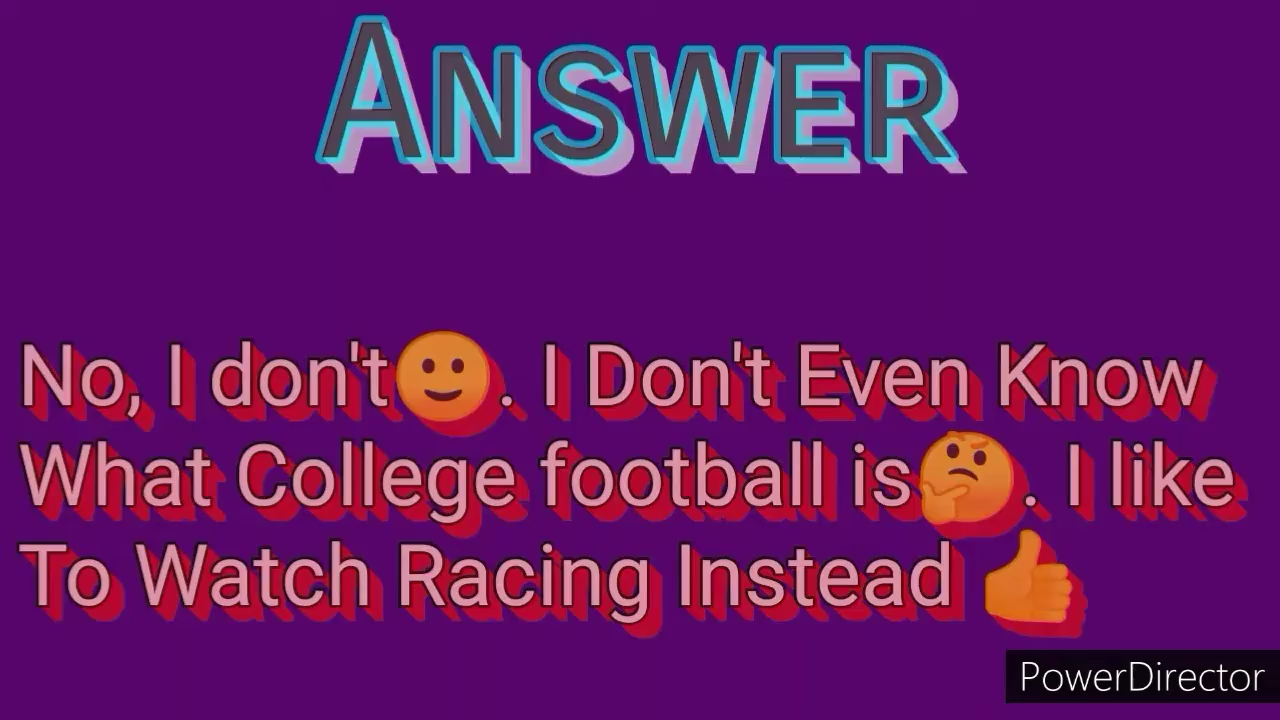 Answer
No, I don't🙂. I Don't Even Know
What College football is🤔. I like
To Watch Racing Instead 👍
PowerDirector